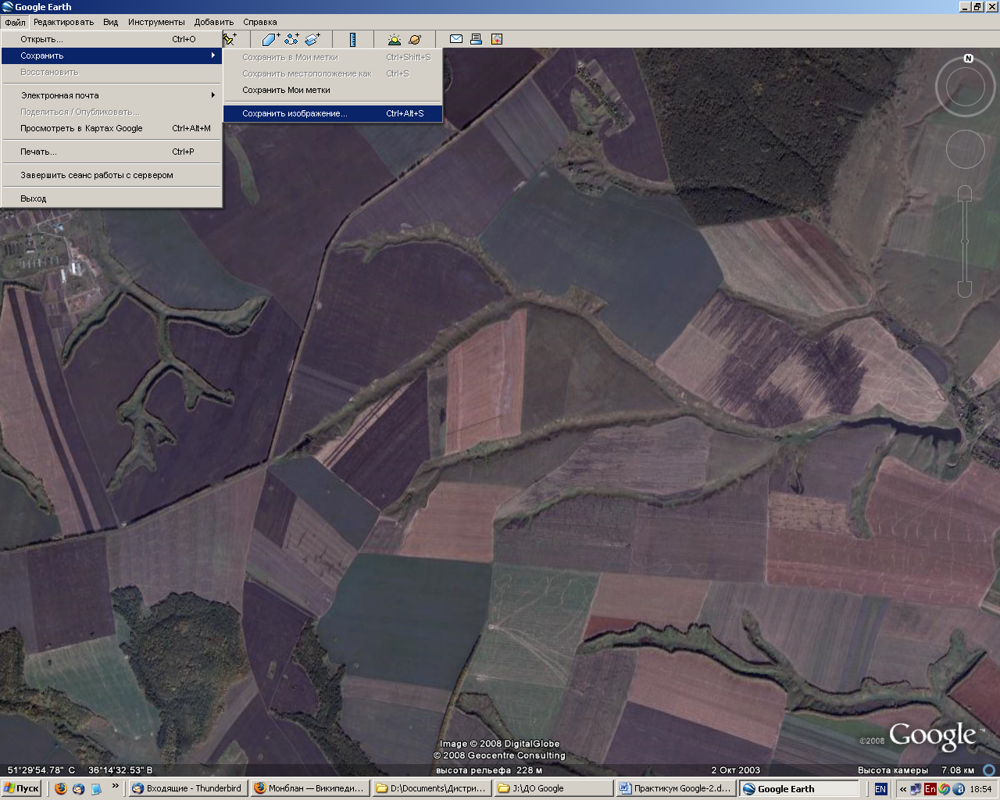 Google Earth
Файл Редактировать Вид Инструменты Добавить Справка
Открыть... Ctrl+O
Сохранить
Восстановить
Электронная почта
Поделиться / Опубликовать...
Просмотреть в Картах Google Ctrl+Alt+M
Печать... Ctrl+P
Завершить сеанс работы с сервером
Выход
Сохранить в Мои метки Ctrl+Shift+S
Сохранить местоположение как Ctrl+S
Сохранить Мои метки
Сохранить изображение... Ctrl+Alt+S
N
Image © 2008 DigitalGlobe
© 2008 Geocentre Consulting
©2008 Google™
51°29'54.78" С 36°14'32.53" В
высота рельефа 228 м
2 Окт 2003
Высота камеры 7.08 км
Пуск
»
Входящие - Thunderbird
Монблан — Википеди...
D:\Documents\Дистри...
J:\ДО Google
Практикум Google-2.d...
Google Earth
EN
«
En
18:54